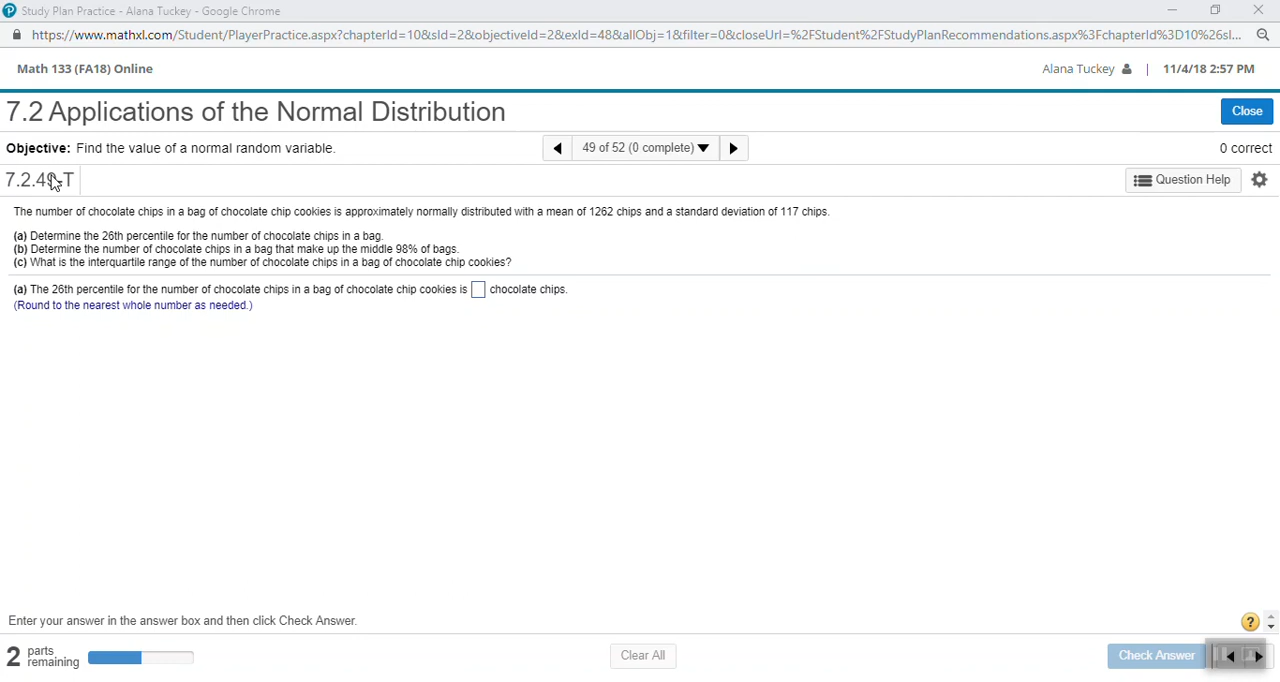 Study Plan Practice - Alana Tuckey - Google Chrome
https://www.mathxl.com/Student/PlayerPractice.aspx?chapterId=10&sId=2&objectiveId=2&exId=48&allObj=1&filter=0&closeUrl=%2FStudent%2FStudyPlanRecommendations.aspx%3FchapterId%3D10%26sl...
Math 133 (FA18) Online
Alana Tuckey | 11/4/18 2:57 PM
7.2 Applications of the Normal Distribution
Close
Objective: Find the value of a normal random variable.
49 of 52 (0 complete)
0 correct
7.2.49-T
Question Help
The number of chocolate chips in a bag of chocolate chip cookies is approximately normally distributed with a mean of 1262 chips and a standard deviation of 117 chips.
(a) Determine the 26th percentile for the number of chocolate chips in a bag.
(b) Determine the number of chocolate chips in a bag that make up the middle 98% of bags.
(c) What is the interquartile range of the number of chocolate chips in a bag of chocolate chip cookies?
(a) The 26th percentile for the number of chocolate chips in a bag of chocolate chip cookies is chocolate chips.
(Round to the nearest whole number as needed.)
Enter your answer in the answer box and then click Check Answer.
?
2 parts
remaining
Clear All
Check Answer